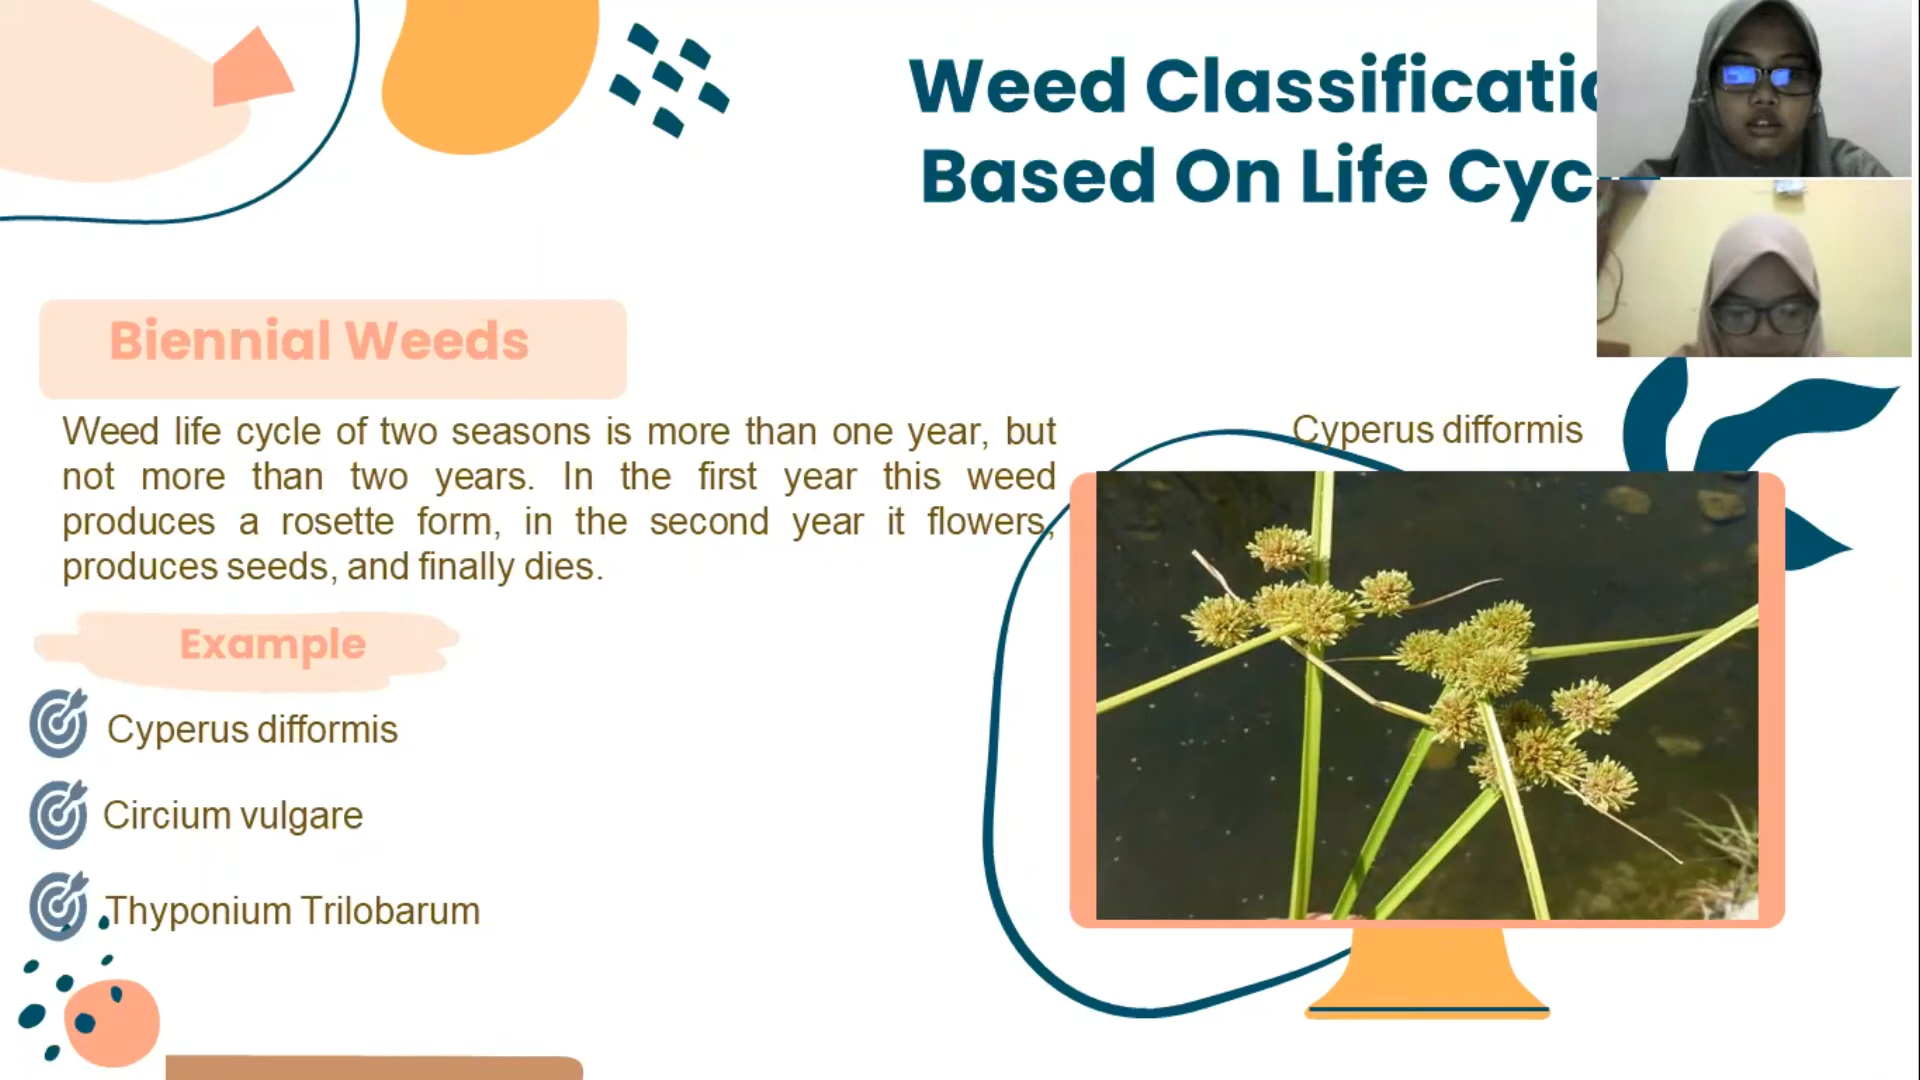 Weed Classificatio
Based On Life Cyc
Biennial Weeds
Weed life cycle of two seasons is more than one year, but
not more than two years. In the first year this weed
produces a rosette form, in the second year it flowers,
produces seeds, and finally dies.
Example
Cyperus difformis
Circium vulgare
Thyponium Trilobarum
Cyperus difformis